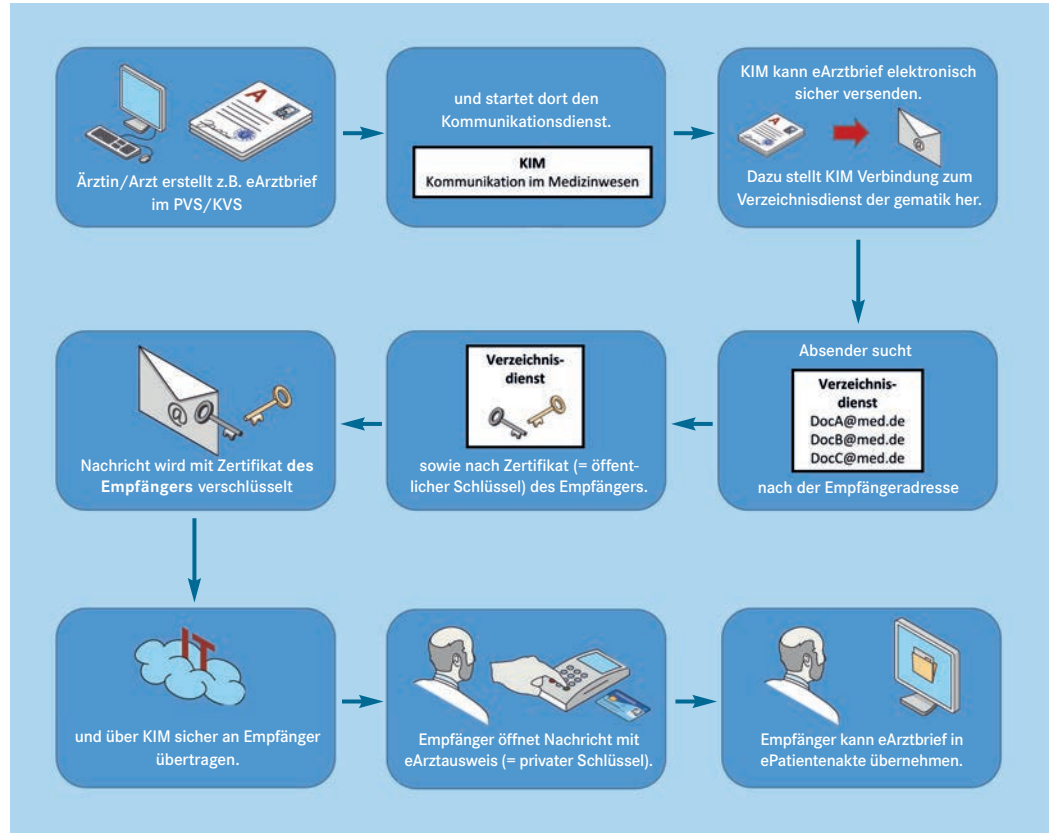 A
Ärztin/Arzt erstellt z.B. eArztbrief
im PVS/KVS
und startet dort den
Kommunikationsdienst.
KIM
Kommunikation im Medizinwesen
KIM kann eArztbrief elektronisch
sicher versenden.
A
@
Dazu stellt KIM Verbindung zum
Verzeichnisdienst der gematik her.
Absender sucht
Verzeichnis-
dienst
DocA@med.de
DocB@med.de
DocC@med.de
nach der Empfängeradresse
Verzeichnis-
dienst
sowie nach Zertifikat (= öffent-
licher Schlüssel) des Empfängers.
@
Nachricht wird mit Zertifikat des
Empfängers verschlüsselt
IT
und über KIM sicher an Empfänger
übertragen.
Empfänger öffnet Nachricht mit
eArztausweis (= privater Schlüssel).
Empfänger kann eArztbrief in
ePatientenakte übernehmen.